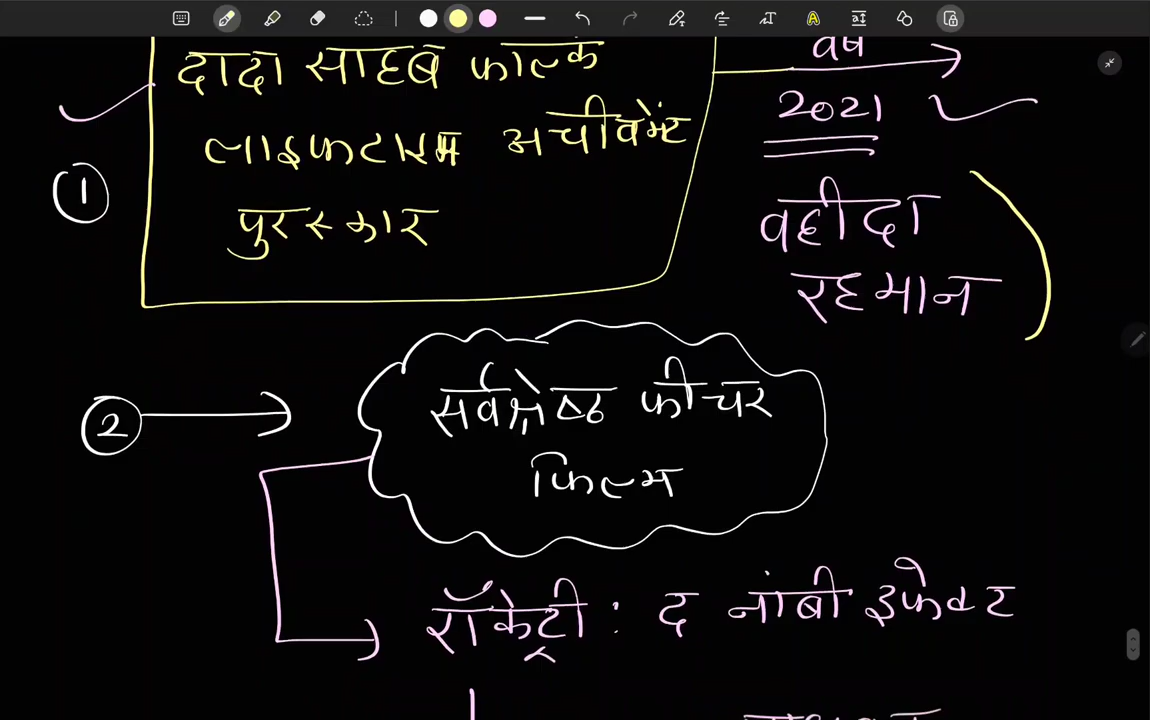 दादा साहब फाल्के
वर्ष
2021
लाइफटाइम अचीवमेंट
1
पुरस्कार
वहीदा
रहमान
2
सर्वश्रेष्ठ फीचर
फिल्म
रॉकेट्री : द नांबी इफेक्ट